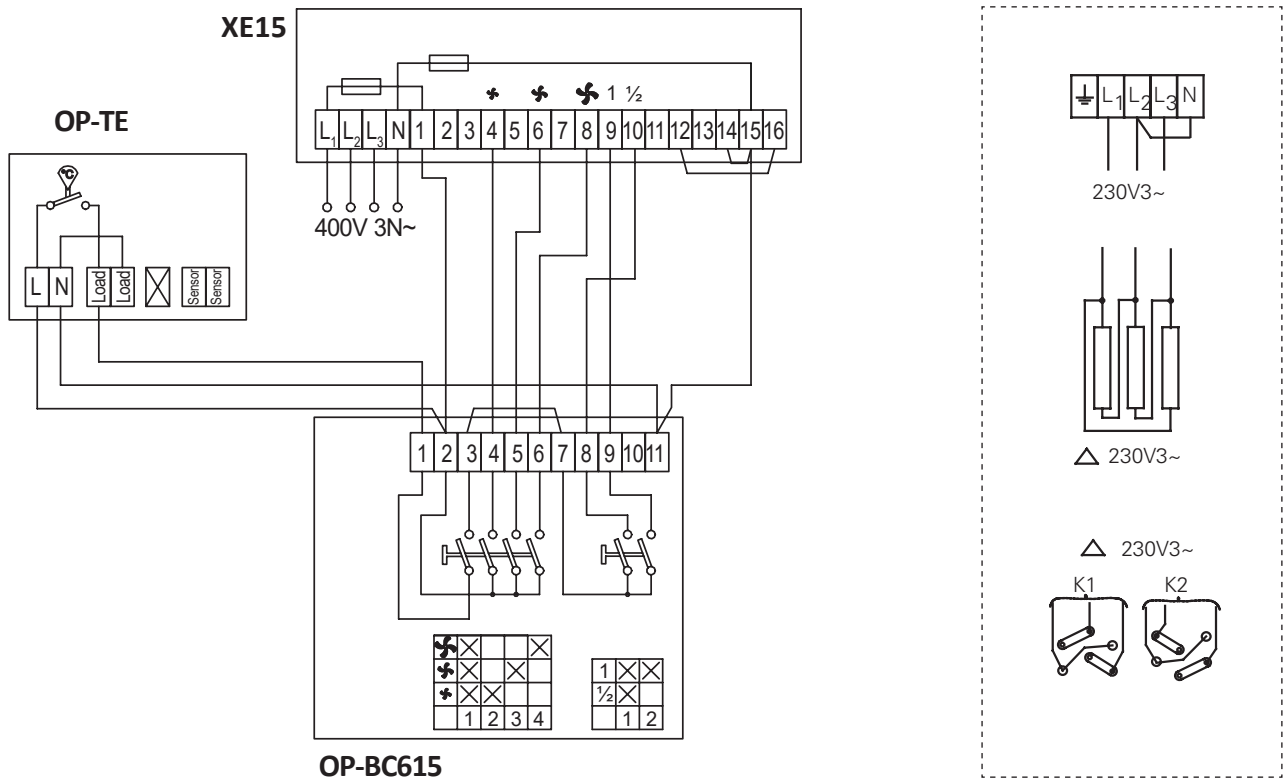 XE15
1 ½
L1 L2 L3 N 1 2 3 4 5 6 7 8 9 10 11 12 13 14 15 16
400V 3N~
OP-TE
°C
L N Load Load Sensor Sensor
1 2 3 4 5 6 7 8 9 10 11
1
½
1 2 3 4
1 2
OP-BC615
L1 L2 L3 N
230V3~
230V3~
230V3~
K1 K2